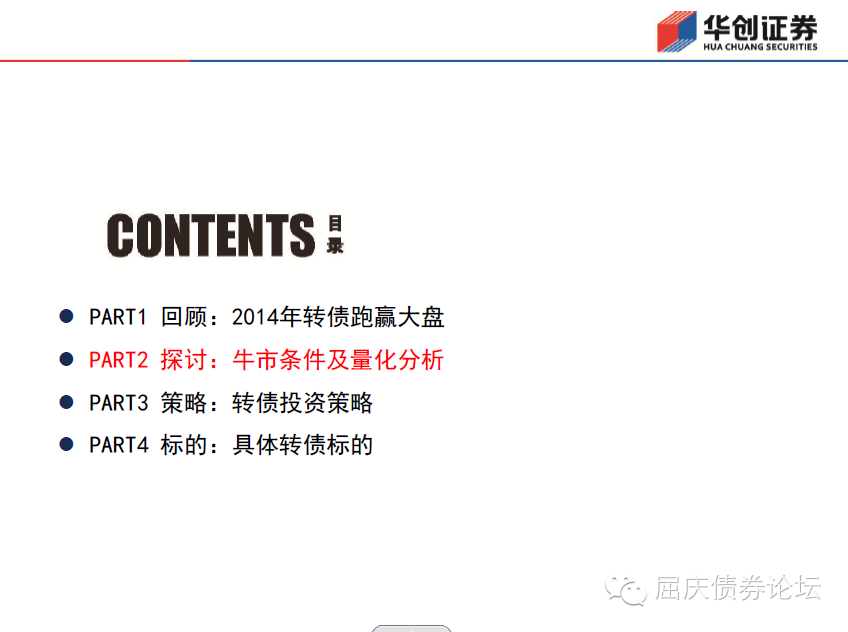 华创证券
HUA CHUANG SECURITIES
CONTENTS 目录
PART1 回顾：2014年转债跑赢大盘
PART2 探讨：牛市条件及量化分析
PART3 策略：转债投资策略
PART4 标的：具体转债标的
屈庆债券论坛